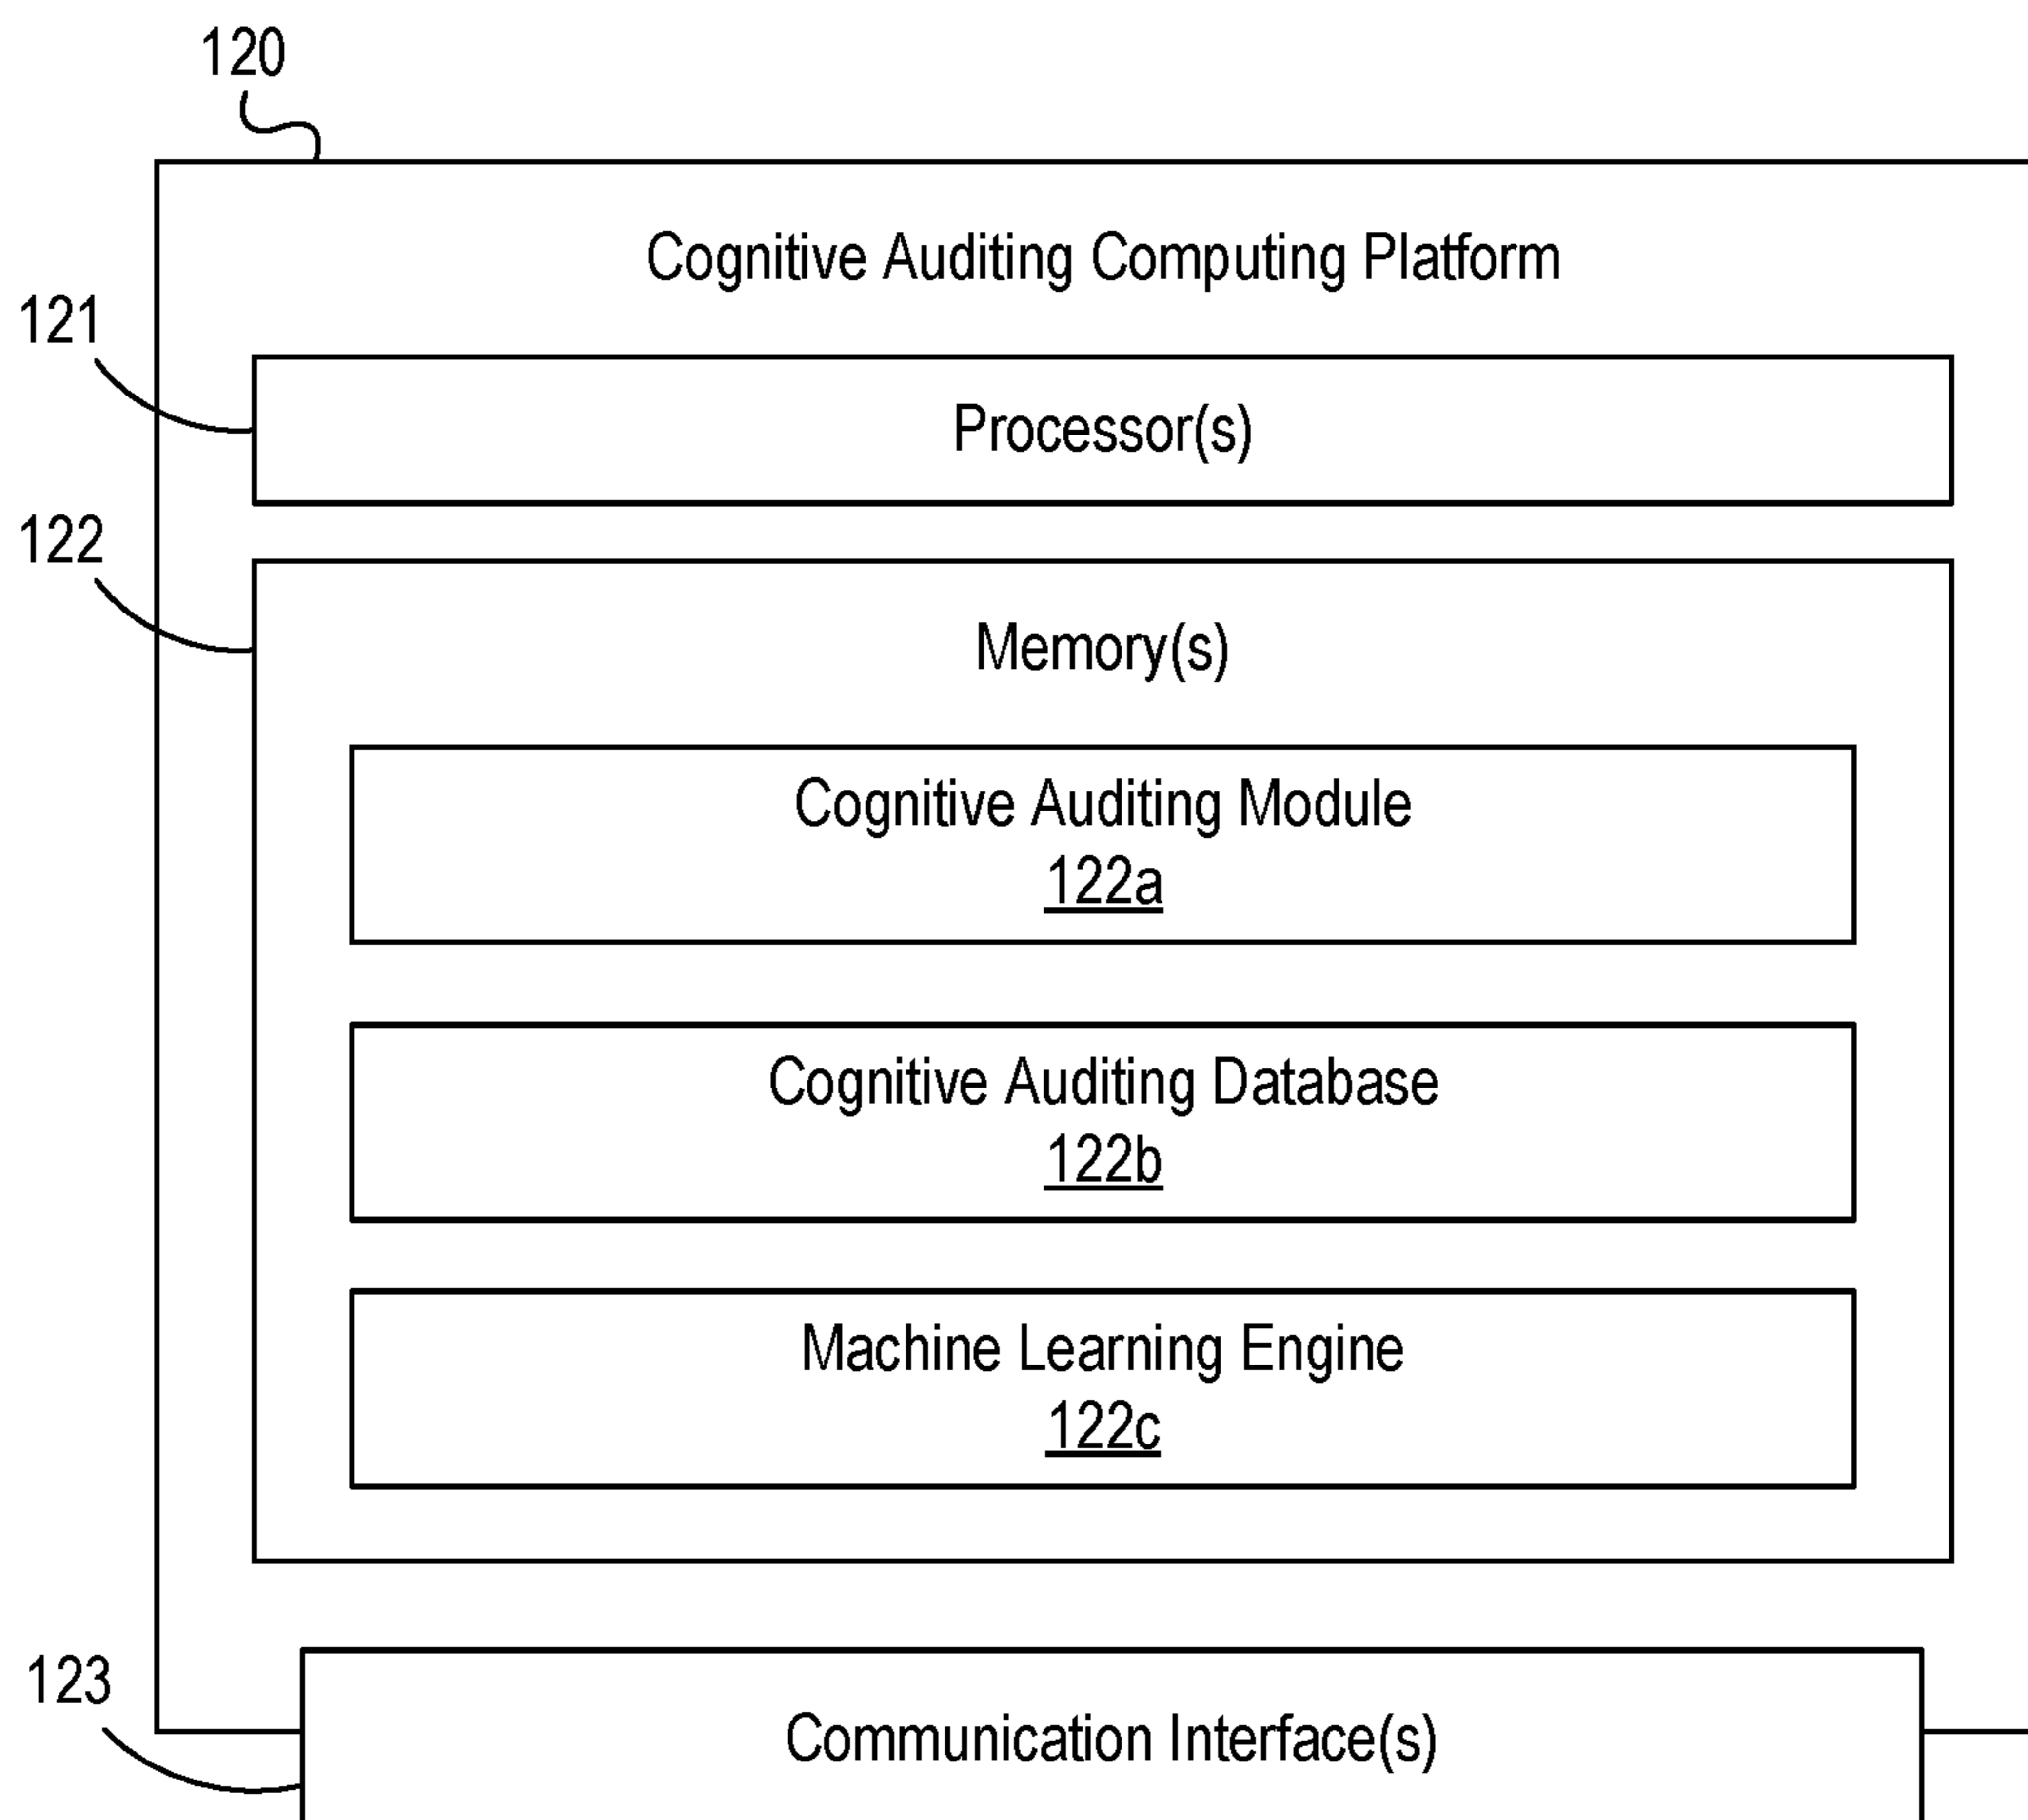 120
Cognitive Auditing Computing Platform
121
Processor(s)
122
Memory(s)
Cognitive Auditing Module
122a
Cognitive Auditing Database
122b
Machine Learning Engine
122c
123
Communication Interface(s)